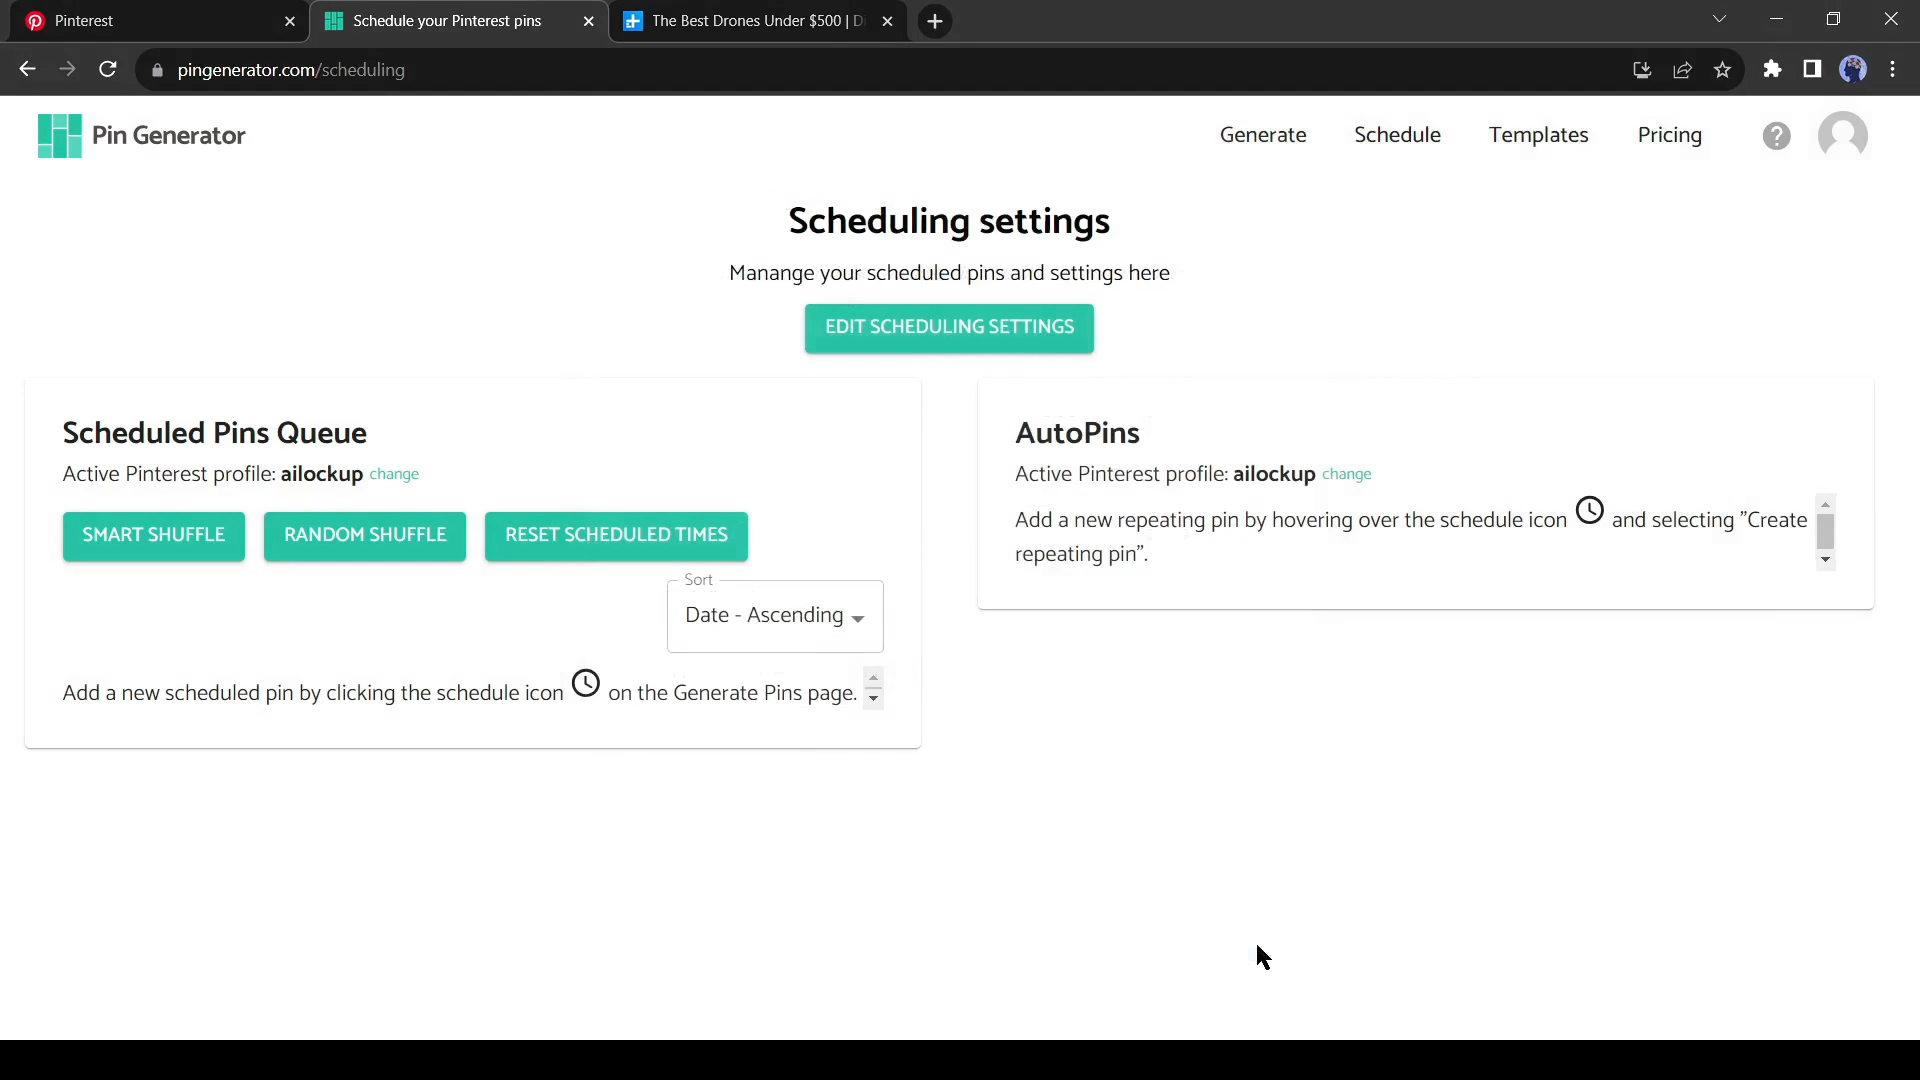 Pinterest
Schedule your Pinterest pins
The Best Drones Under $500 | D
pingenerator.com/scheduling
Pin Generator
Generate
Schedule
Templates
Pricing
?
Scheduling settings
Manange your scheduled pins and settings here
EDIT SCHEDULING SETTINGS
Scheduled Pins Queue
Active Pinterest profile: ailockup change
SMART SHUFFLE
RANDOM SHUFFLE
RESET SCHEDULED TIMES
Sort
Date - Ascending
Add a new scheduled pin by clicking the schedule icon on the Generate Pins page.
AutoPins
Active Pinterest profile: ailockup change
Add a new repeating pin by hovering over the schedule icon and selecting ”Create
repeating pin”.